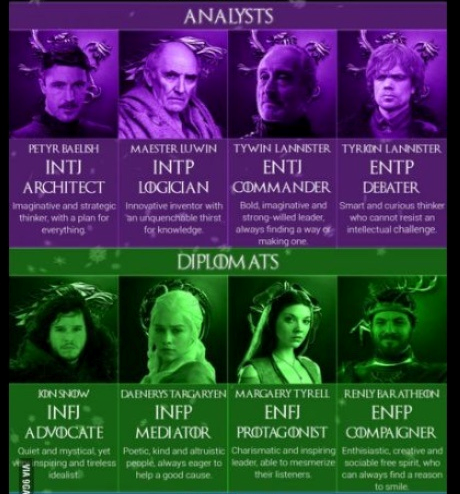 ANALYSTS
PETYR BAELISH
INTJ
ARCHITECT
Imaginative and strategic
thinker, with a plan for
everything.
MAESTER LUWIN
INTP
LOGICIAN
Innovative inventor with
an unquenchable thirst
for knowledge.
TYWIN LANNISTER
ENTJ
COMMANDER
Bold, imaginative and
strong-willed leader,
always finding a way or
making one.
TYRION LANNISTER
ENTP
DEBATER
Smart and curious thinker
who cannot resist an
intellectual challenge.
DIPLOMATS
JON SNOW
INFJ
ADVOCATE
Quiet and mystical, yet
inspiring and tireless
idealist.
DAENERYS TARGARYEN
INFP
MEDIATOR
Poetic, kind and altruistic
people, always eager to
help a good cause.
MARGAERY TYRELL
ENFJ
PROTAGONIST
Charismatic and inspiring
leader, able to mesmerize
their listeners.
RENLY BARATHEON
ENFP
COMPAIGNER
Enthisiastic, creative and
sociable free spirit, who
can always find a reason
to smile.
VIA 9GA